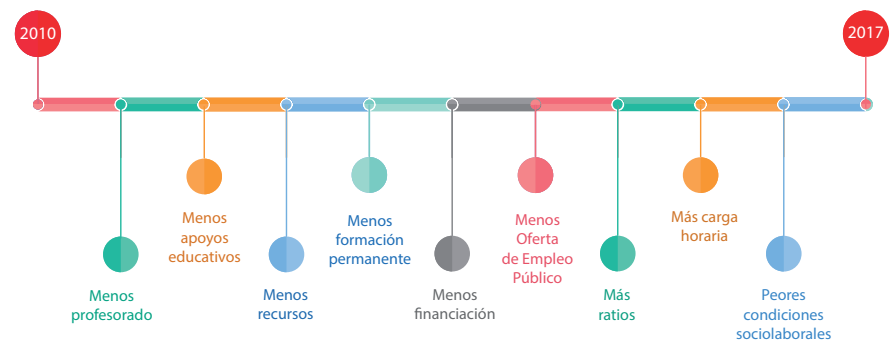 2010
2017
Menos
profesorado
Menos
apoyos
educativos
Menos
recursos
Menos
formación
permanente
Menos
financiación
Menos
Oferta
de Empleo
Público
Más
ratios
Más carga
horaria
Peores
condiciones
sociolaborales